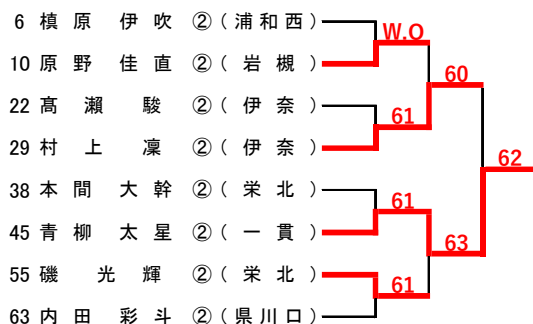 6 槙原 伊吹 ② (浦和西)
W.O
10 原野 佳直 ② (岩槻)
60
22 髙瀬 駿 ② (伊奈)
61
29 村上 凜 ② (伊奈)
62
38 本間 大幹 ② (栄北)
61
45 青柳 太星 ② (一貫)
63
55 磯 光輝 ② (栄北)
61
63 内田 彩斗 ② (県川口)